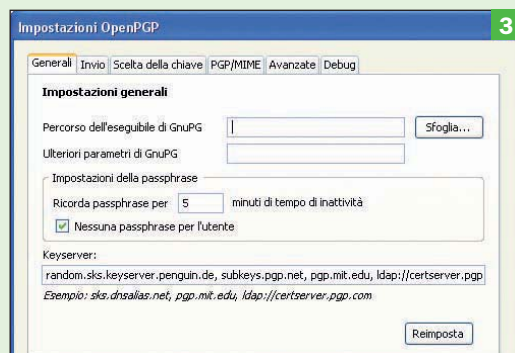 Impostazioni OpenPGP
3
Generali Invio Scelta della chiave PGP/MIME Avanzate Debug
Impostazioni generali
Percorso dell'eseguibile di GnuPG
Sfoglia...
Ulteriori parametri di GnuPG
Impostazioni della passphrase
Ricorda passphrase per 5 minuti di tempo di inattività
Nessuna passphrase per l'utente
Keyserver:
random.sks.keyserver.penguin.de, subkeys.pgp.net, pgp.mit.edu, ldap://certserver.pgp
Esempio: sks.dnsalias.net, pgp.mit.edu, ldap://certserver.pgp.com
Reimposta